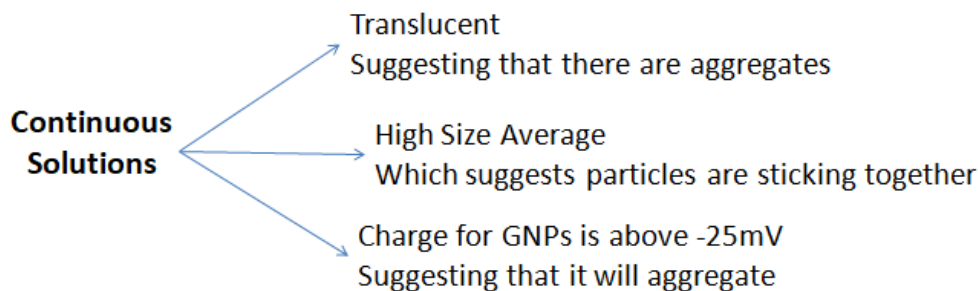 Translucent
Suggesting that there are aggregates
Continuous
Solutions
High Size Average
Which suggests particles are sticking together
Charge for GNPs is above -25mV
Suggesting that it will aggregate